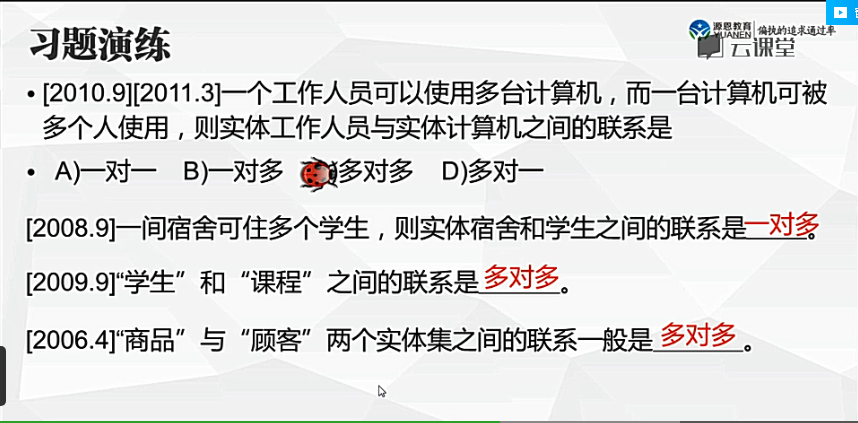 习题演练
源恩教育
YUANEN
偏执的追求通过率
云课堂
• [2010.9][2011.3]一个工作人员可以使用多台计算机，而一台计算机可被
多个人使用，则实体工作人员与实体计算机之间的联系是
• A)一对一 B)一对多 )多对多 D)多对一
[2008.9]一间宿舍可住多个学生，则实体宿舍和学生之间的联系是一对多。
[2009.9]“学生”和“课程”之间的联系是多对多。
[2006.4]“商品”与“顾客”两个实体集之间的联系一般是多对多。